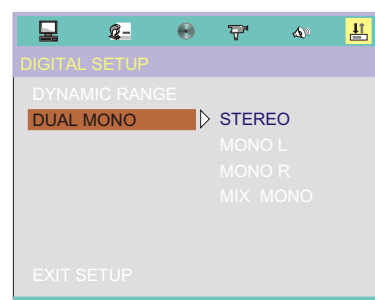 DIGITAL SETUP
DYNAMIC RANGE
DUAL MONO
STEREO
MONO L
MONO R
MIX MONO
EXIT SETUP